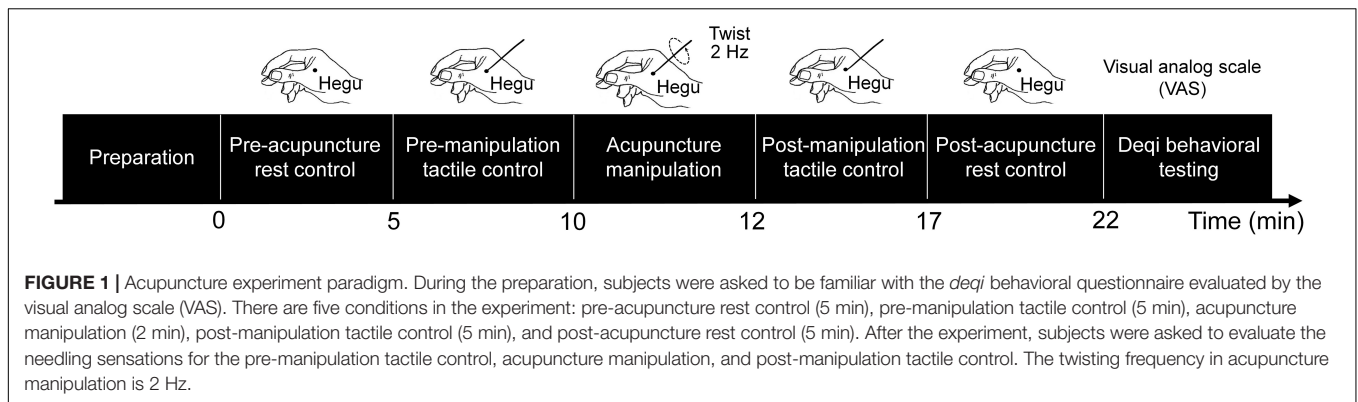 Twist
2 Hz
Hegu
Hegu
Hegu
Hegu
Hegu
Visual analog scale
(VAS)
Preparation
Pre-acupuncture
rest control
Pre-manipulation
tactile control
Acupuncture
manipulation
Post-manipulation
tactile control
Post-acupuncture
rest control
Deqi behavioral
testing
0 5 10 12 17 22 Time (min)
FIGURE 1 | Acupuncture experiment paradigm. During the preparation, subjects were asked to be familiar with the deqi behavioral questionnaire evaluated by the
visual analog scale (VAS). There are five conditions in the experiment: pre-acupuncture rest control (5 min), pre-manipulation tactile control (5 min), acupuncture
manipulation (2 min), post-manipulation tactile control (5 min), and post-acupuncture rest control (5 min). After the experiment, subjects were asked to evaluate the
needling sensations for the pre-manipulation tactile control, acupuncture manipulation, and post-manipulation tactile control. The twisting frequency in acupuncture
manipulation is 2 Hz.